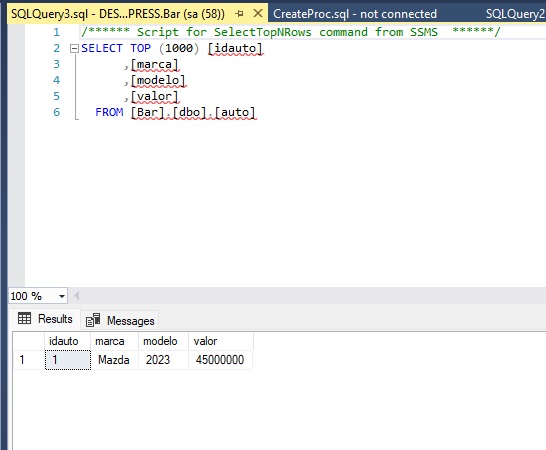 SQLQuery3.sql - DES...PRESS.Bar (sa (58)) CreateProc.sql - not connected SQLQuery2
1 /****** Script for SelectTopNRows command from SSMS ******/
2 SELECT TOP (1000) [idauto]
3 ,[marca]
4 ,[modelo]
5 ,[valor]
6 FROM [Bar].[dbo].[auto]
100 %
Results Messages
idauto marca modelo valor
1 1 Mazda 2023 45000000